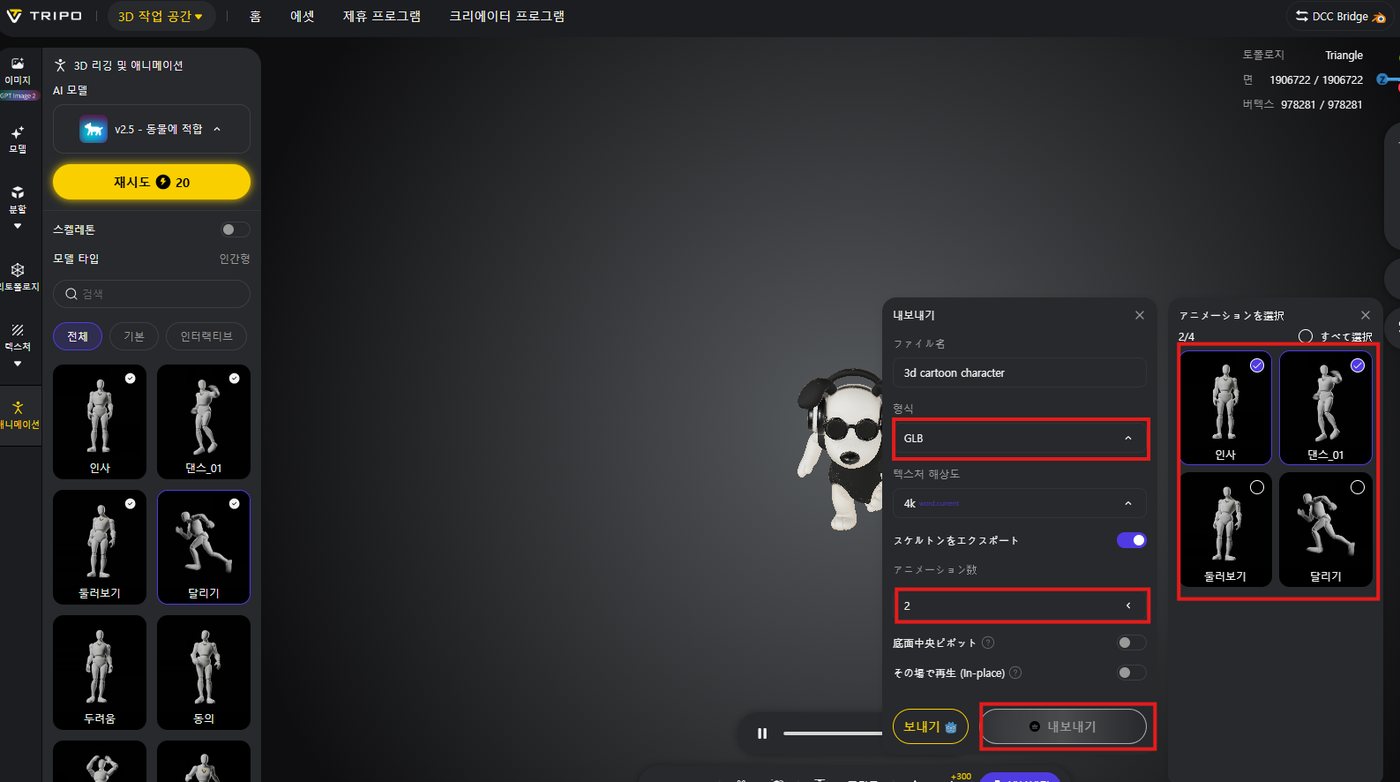 TRIPO
3D 작업 공간
홈
에셋
제휴 프로그램
크리에이터 프로그램
DCC Bridge
이미지
GPT Image 2
모델
분할
리토폴로지
텍스처
애니메이션
3D 리깅 및 애니메이션
AI 모델
v2.5 - 동물에 적합
재시도 20
스켈레톤
모델 타입 인간형
검색
전체 기본 인터랙티브
인사 댄스_01
둘러보기 달리기
두려움 동의
토폴로지 Triangle
면 1906722 / 1906722
버텍스 978281 / 978281
Z
내보내기
ファイル名
3d cartoon character
형식
GLB
텍스처 해상도
4k
スケルトンをエクスポート
アニメーション数
2
底面中央ピボット ?
その場で再生 (In-place) ?
보내기 내보내기
アニメーションを選択
2/4 すべて選択
인사 댄스_01
둘러보기 달리기
+300